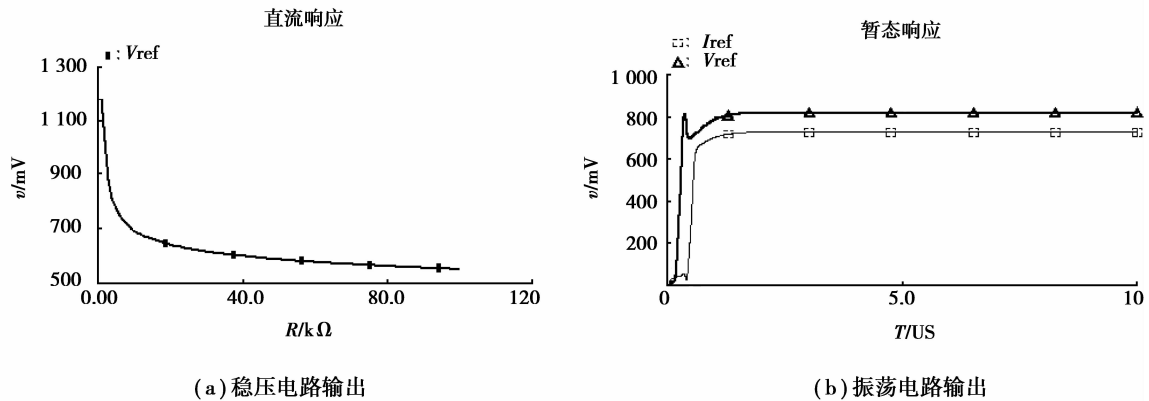 直流响应
: Vref
1 300
1 100
900
700
500
v/mV
0.00
40.0
80.0
120
R/kΩ
(a)稳压电路输出
暂态响应
: Iref
: Vref
1 000
800
600
400
200
v/mV
0
5.0
10
T/US
(b)振荡电路输出